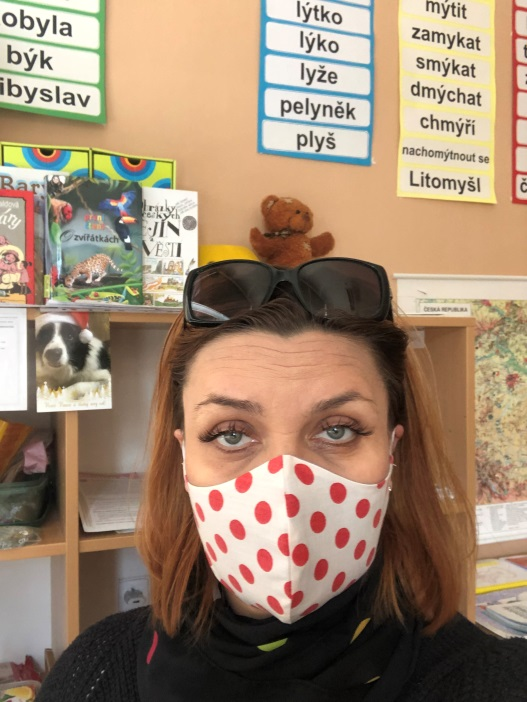 obyla
býk
ibyslav
lýtko
lýko
lyže
pelyněk
plyš
mýtit
zamykat
smýkat
dmýchat
chmýří
nachomýtnout se
Litomyšl
zvířátkách
ČESKÁ REPUBLIKA